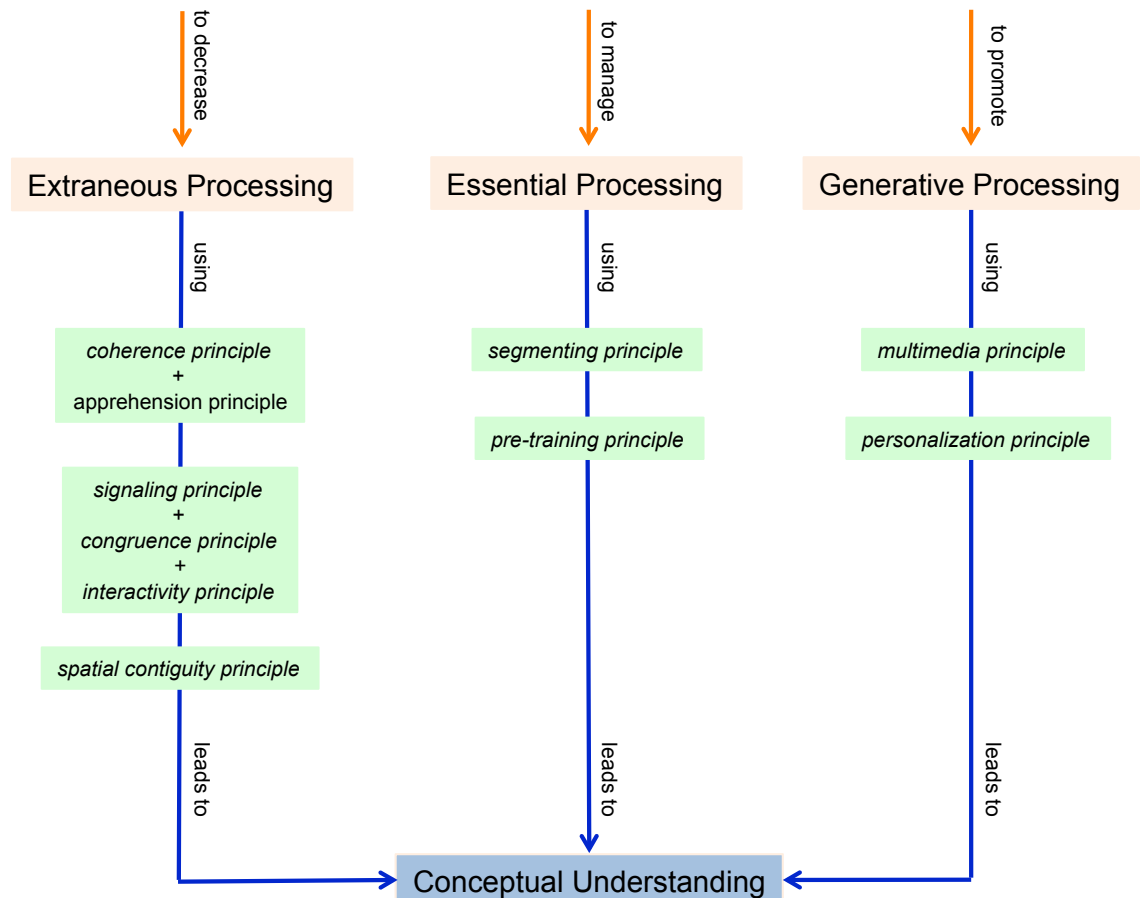 to decrease
to manage
to promote
Extraneous Processing
Essential Processing
Generative Processing
using
using
using
coherence principle
+
apprehension principle
segmenting principle
multimedia principle
pre-training principle
personalization principle
signaling principle
+
congruence principle
+
interactivity principle
spatial contiguity principle
leads to
leads to
Conceptual Understanding